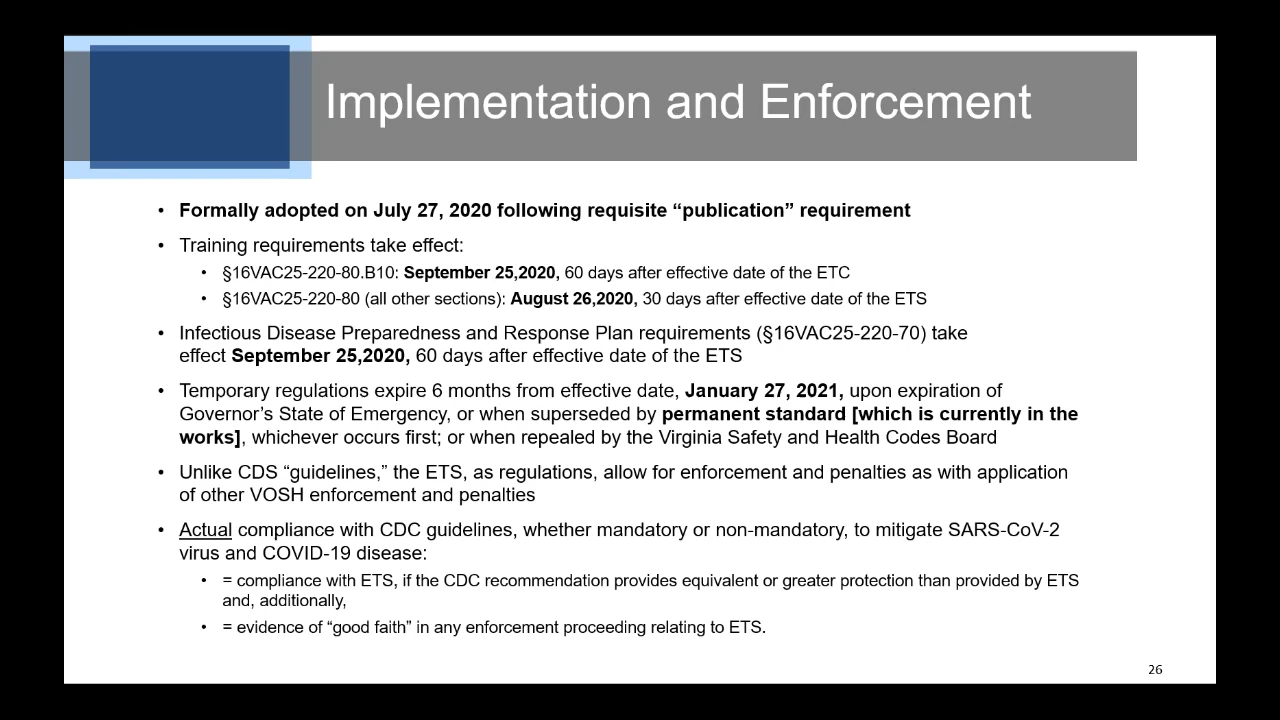 Implementation and Enforcement
• Formally adopted on July 27, 2020 following requisite “publication” requirement
• Training requirements take effect:
• §16VAC25-220-80.B10: September 25,2020, 60 days after effective date of the ETC
• §16VAC25-220-80 (all other sections): August 26,2020, 30 days after effective date of the ETS
• Infectious Disease Preparedness and Response Plan requirements (§16VAC25-220-70) take
effect September 25,2020, 60 days after effective date of the ETS
• Temporary regulations expire 6 months from effective date, January 27, 2021, upon expiration of
Governor’s State of Emergency, or when superseded by permanent standard [which is currently in the
works], whichever occurs first; or when repealed by the Virginia Safety and Health Codes Board
• Unlike CDS “guidelines,” the ETS, as regulations, allow for enforcement and penalties as with application
of other VOSH enforcement and penalties
• Actual compliance with CDC guidelines, whether mandatory or non-mandatory, to mitigate SARS-CoV-2
virus and COVID-19 disease:
• = compliance with ETS, if the CDC recommendation provides equivalent or greater protection than provided by ETS
and, additionally,
• = evidence of “good faith” in any enforcement proceeding relating to ETS.
26